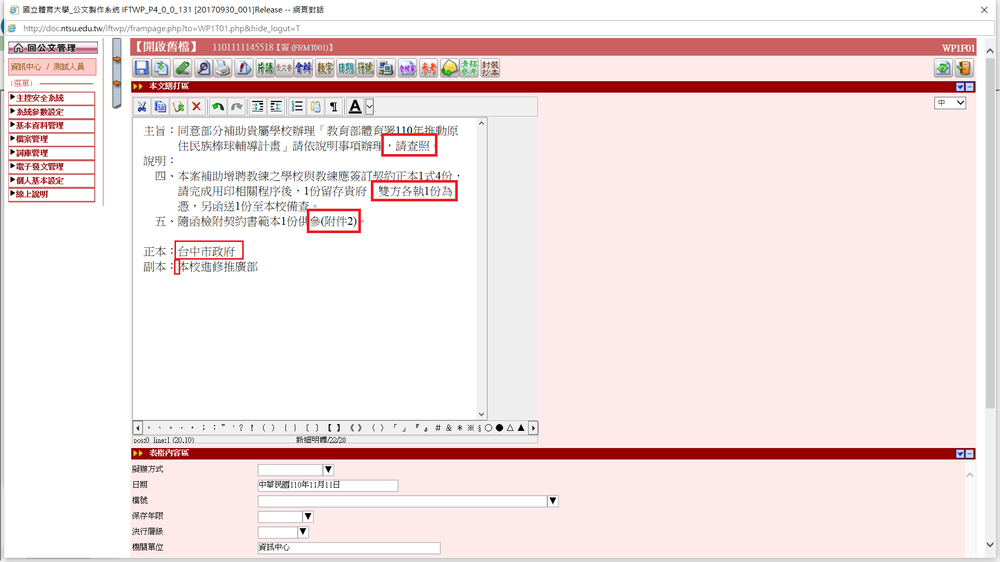 國立體育大學_公文製作系統 IFTWP_P4_0_0_131 [20170930_001]Release -- 網頁對話
http://doc.ntsu.edu.tw/iftwp//frampage.php?to=WP1T01.php&hide_logut=T
回公文管理
資訊中心 / 測試人員
|選單|
主控安全系統
系統參數設定
基本資料管理
檔案管理
詞庫管理
電子發文管理
個人基本設定
線上說明
【開啟舊檔】 1101111145518【簽 (FRMT001)】 WP1F01
片語 受文者 會辦 數字 日期 符號 會核單 參考 清稿參考 封裝抄本
本文繕打區
中
主旨：同意部分補助貴屬學校辦理「教育部體育署110年推動原
住民族棒球輔導計畫」請依說明事項辦理，請查照。
說明：
四、本案補助增聘教練之學校與教練應簽訂契約正本1式4份，
請完成用印相關程序後，1份留存貴府 雙方各執1份為
憑，另函送1份至本校備查。
五、隨函檢附契約書範本1份供參(附件2)。
正本：台中市政府
副本：本校進修推廣部
， 、 。 · ‧ ； ： ” ' ？ ！ （ ） ｛ ｝ 〔 〕 【 】 《 》 〈 〉 「 」 『 』 # & * ※ § ○ ● △ ▲
pos:0 line:1 (20,10) 新細明體/22/28
表格內容區
擬辦方式
日期 中華民國110年11月11日
檔號
保存年限
決行層級
機關單位 資訊中心